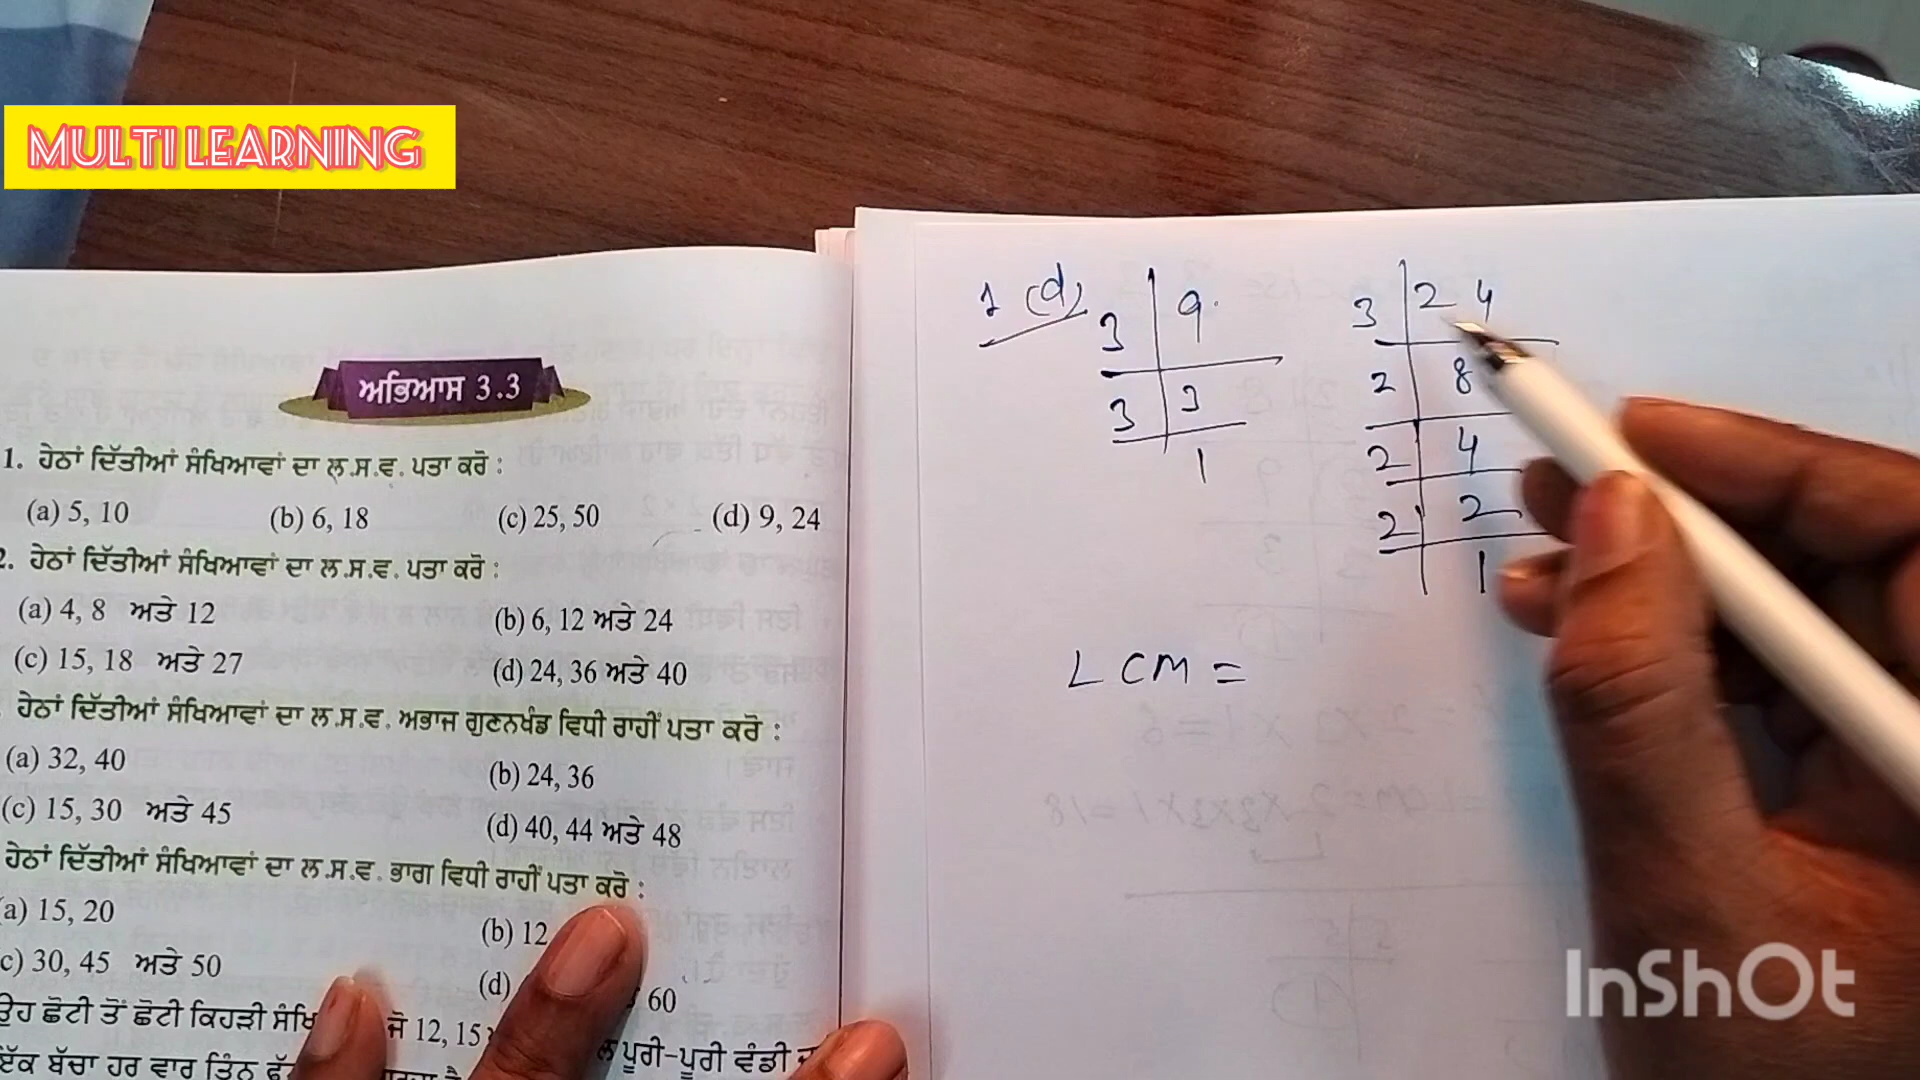 MULTI LEARNING
ਅਭਿਆਸ 3.3
1. ਹੇਠਾਂ ਦਿੱਤੀਆਂ ਸੰਖਿਆਵਾਂ ਦਾ ਲ.ਸ.ਵ. ਪਤਾ ਕਰੋ :
(a) 5, 10 (b) 6, 18 (c) 25, 50 (d) 9, 24
2. ਹੇਠਾਂ ਦਿੱਤੀਆਂ ਸੰਖਿਆਵਾਂ ਦਾ ਲ.ਸ.ਵ. ਪਤਾ ਕਰੋ :
(a) 4, 8 ਅਤੇ 12 (b) 6, 12 ਅਤੇ 24
(c) 15, 18 ਅਤੇ 27 (d) 24, 36 ਅਤੇ 40
ਹੇਠਾਂ ਦਿੱਤੀਆਂ ਸੰਖਿਆਵਾਂ ਦਾ ਲ.ਸ.ਵ. ਅਭਾਜ ਗੁਣਨਖੰਡ ਵਿਧੀ ਰਾਹੀਂ ਪਤਾ ਕਰੋ :
(a) 32, 40 (b) 24, 36
(c) 15, 30 ਅਤੇ 45 (d) 40, 44 ਅਤੇ 48
ਹੇਠਾਂ ਦਿੱਤੀਆਂ ਸੰਖਿਆਵਾਂ ਦਾ ਲ.ਸ.ਵ. ਭਾਗ ਵਿਧੀ ਰਾਹੀਂ ਪਤਾ ਕਰੋ :
a) 15, 20 (b) 12
c) 30, 45 ਅਤੇ 50 (d) 60
ਉਹ ਛੋਟੀ ਤੋਂ ਛੋਟੀ ਕਿਹੜੀ ਜੋ 12, 15 ਪੂਰੀ-ਪੂਰੀ ਵੰਡੀ
ਇੱਕ ਬੱਚਾ ਹਰ ਵਾਰ ਤਿੰਨ
1 (d) 3 9
3 3
1
3 24
2 8
2 4
2 2
1
LCM =
InShOt